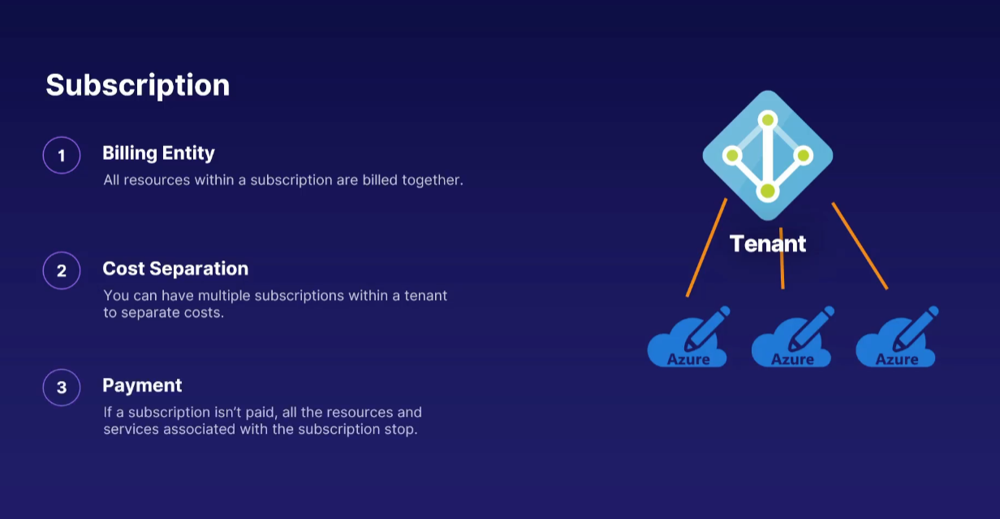 Subscription
1
Billing Entity
All resources within a subscription are billed together.
2
Cost Separation
You can have multiple subscriptions within a tenant
to separate costs.
3
Payment
If a subscription isn’t paid, all the resources and
services associated with the subscription stop.
Tenant
Azure
Azure
Azure